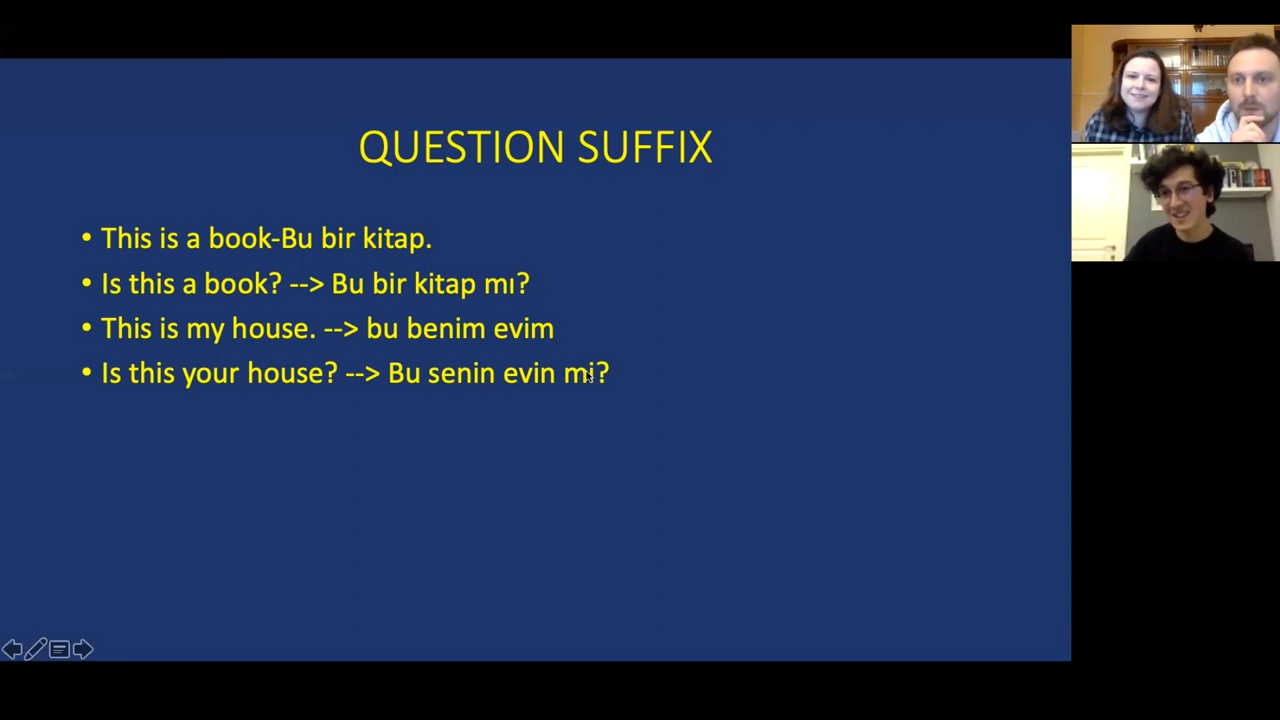 QUESTION SUFFIX
• This is a book-Bu bir kitap.
• Is this a book? --> Bu bir kitap mı?
• This is my house. --> bu benim evim
• Is this your house? --> Bu senin evin mi?